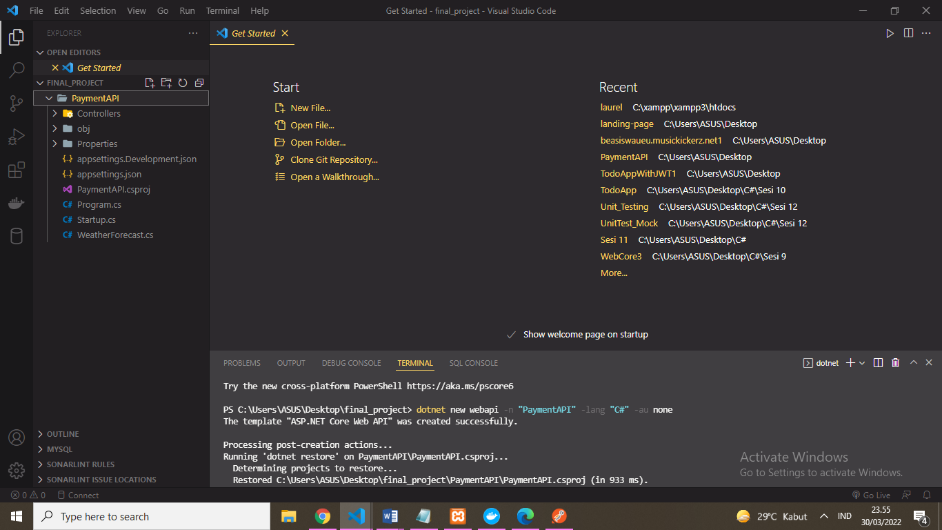 File Edit Selection View Go Run Terminal Help
Get Started - final_project - Visual Studio Code
EXPLORER
OPEN EDITORS
Get Started
FINAL_PROJECT
PaymentAPI
Controllers
obj
Properties
appsettings.Development.json
appsettings.json
PaymentAPI.csproj
C# Program.cs
C# Startup.cs
C# WeatherForecast.cs
OUTLINE
MYSQL
SONARLINT RULES
SONARLINT ISSUE LOCATIONS
Get Started
Start
New File...
Open File...
Open Folder...
Clone Git Repository...
Open a Walkthrough...
Recent
laurel C:\xampp\xampp3\htdocs
landing-page C:\Users\ASUS\Desktop
beasiswaueu.musickickerz.net1 C:\Users\ASUS\Desktop
PaymentAPI C:\Users\ASUS\Desktop
TodoAppWithJWT1 C:\Users\ASUS\Desktop
TodoApp C:\Users\ASUS\Desktop\C#\Sesi 10
Unit_Testing C:\Users\ASUS\Desktop\C#\Sesi 12
UnitTest_Mock C:\Users\ASUS\Desktop\C#\Sesi 12
Sesi 11 C:\Users\ASUS\Desktop\C#
WebCore3 C:\Users\ASUS\Desktop\C#\Sesi 9
More...
Show welcome page on startup
PROBLEMS OUTPUT DEBUG CONSOLE TERMINAL SQL CONSOLE
dotnet
Try the new cross-platform PowerShell https://aka.ms/pscore6
PS C:\Users\ASUS\Desktop\final_project> dotnet new webapi -n "PaymentAPI" -lang "C#" -au none
The template "ASP.NET Core Web API" was created successfully.
Processing post-creation actions...
Running 'dotnet restore' on PaymentAPI\PaymentAPI.csproj...
Determining projects to restore...
Restored C:\Users\ASUS\Desktop\final_project\PaymentAPI\PaymentAPI.csproj (in 933 ms).
Activate Windows
Go to Settings to activate Windows.
0 0 Connect
Go Live
Type here to search
29°C Kabut
IND
23.55
30/03/2022
4